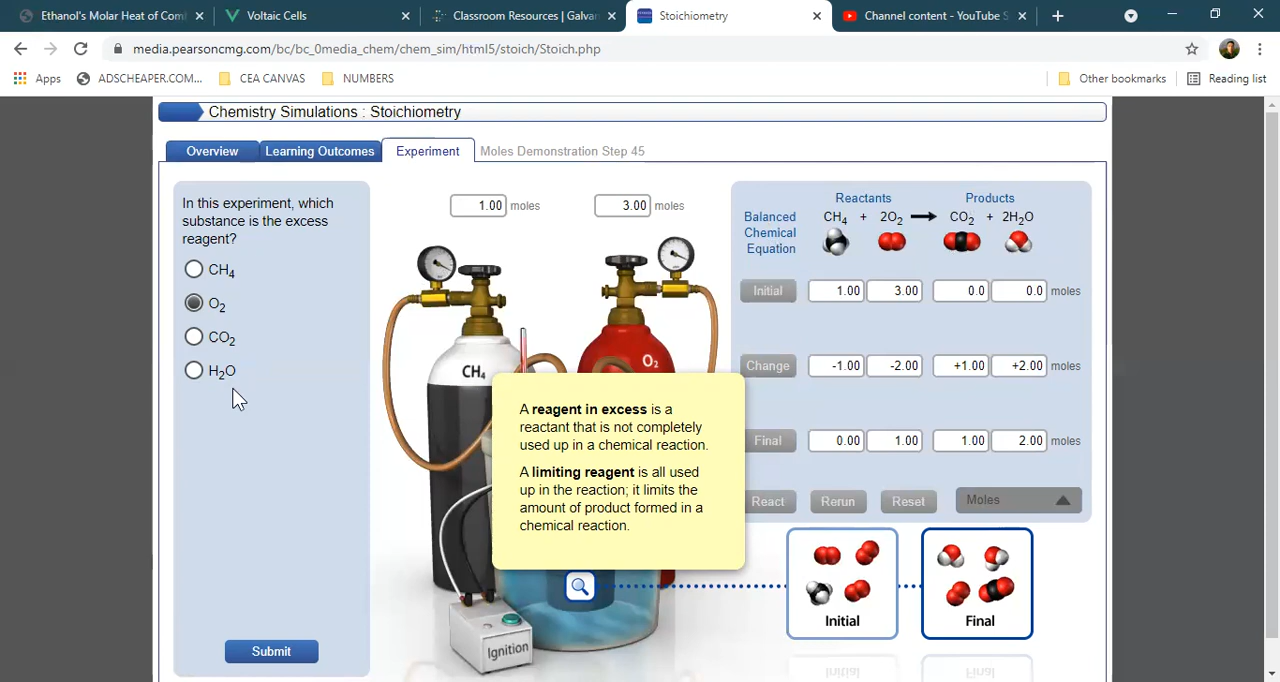 Ethanol's Molar Heat of Coml
Voltaic Cells
Classroom Resources | Galvan
Stoichiometry
Channel content - YouTube S
media.pearsoncmg.com/bc/bc_0media_chem/chem_sim/html5/stoich/Stoich.php
Apps
ADSCHEAPER.COM...
CEA CANVAS
NUMBERS
Other bookmarks
Reading list
Chemistry Simulations : Stoichiometry
Overview
Learning Outcomes
Experiment
Moles Demonstration Step 45
In this experiment, which
substance is the excess
reagent?
CH₄
O₂
CO₂
H₂O
Submit
1.00 moles
3.00 moles
CH₄
O₂
A reagent in excess is a
reactant that is not completely
used up in a chemical reaction.
A limiting reagent is all used
up in the reaction; it limits the
amount of product formed in a
chemical reaction.
Ignition
Reactants
Products
Balanced
Chemical
Equation
CH₄ + 2O₂ → CO₂ + 2H₂O
Initial 1.00 3.00 0.0 0.0 moles
Change -1.00 -2.00 +1.00 +2.00 moles
Final 0.00 1.00 1.00 2.00 moles
React
Rerun
Reset
Moles
Initial
Final